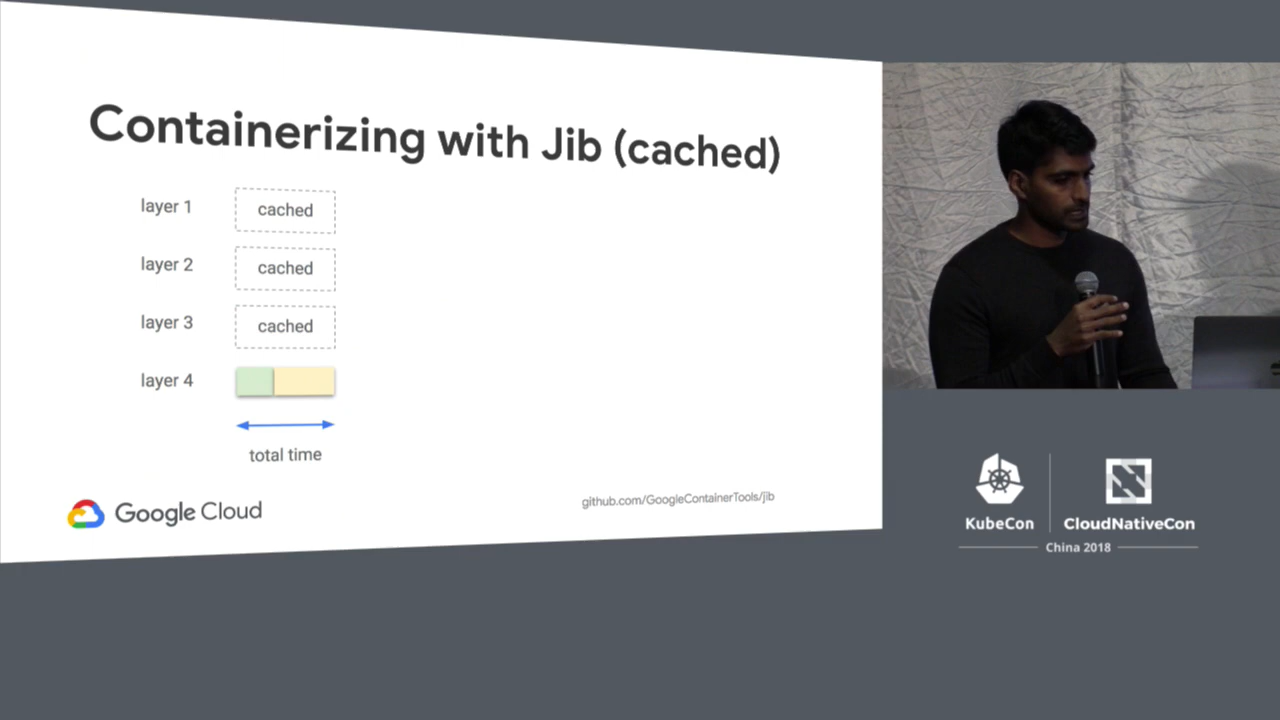 Containerizing with Jib (cached)
layer 1 cached
layer 2 cached
layer 3 cached
layer 4
total time
Google Cloud
github.com/GoogleContainerTools/jib
KubeCon
CloudNativeCon
China 2018